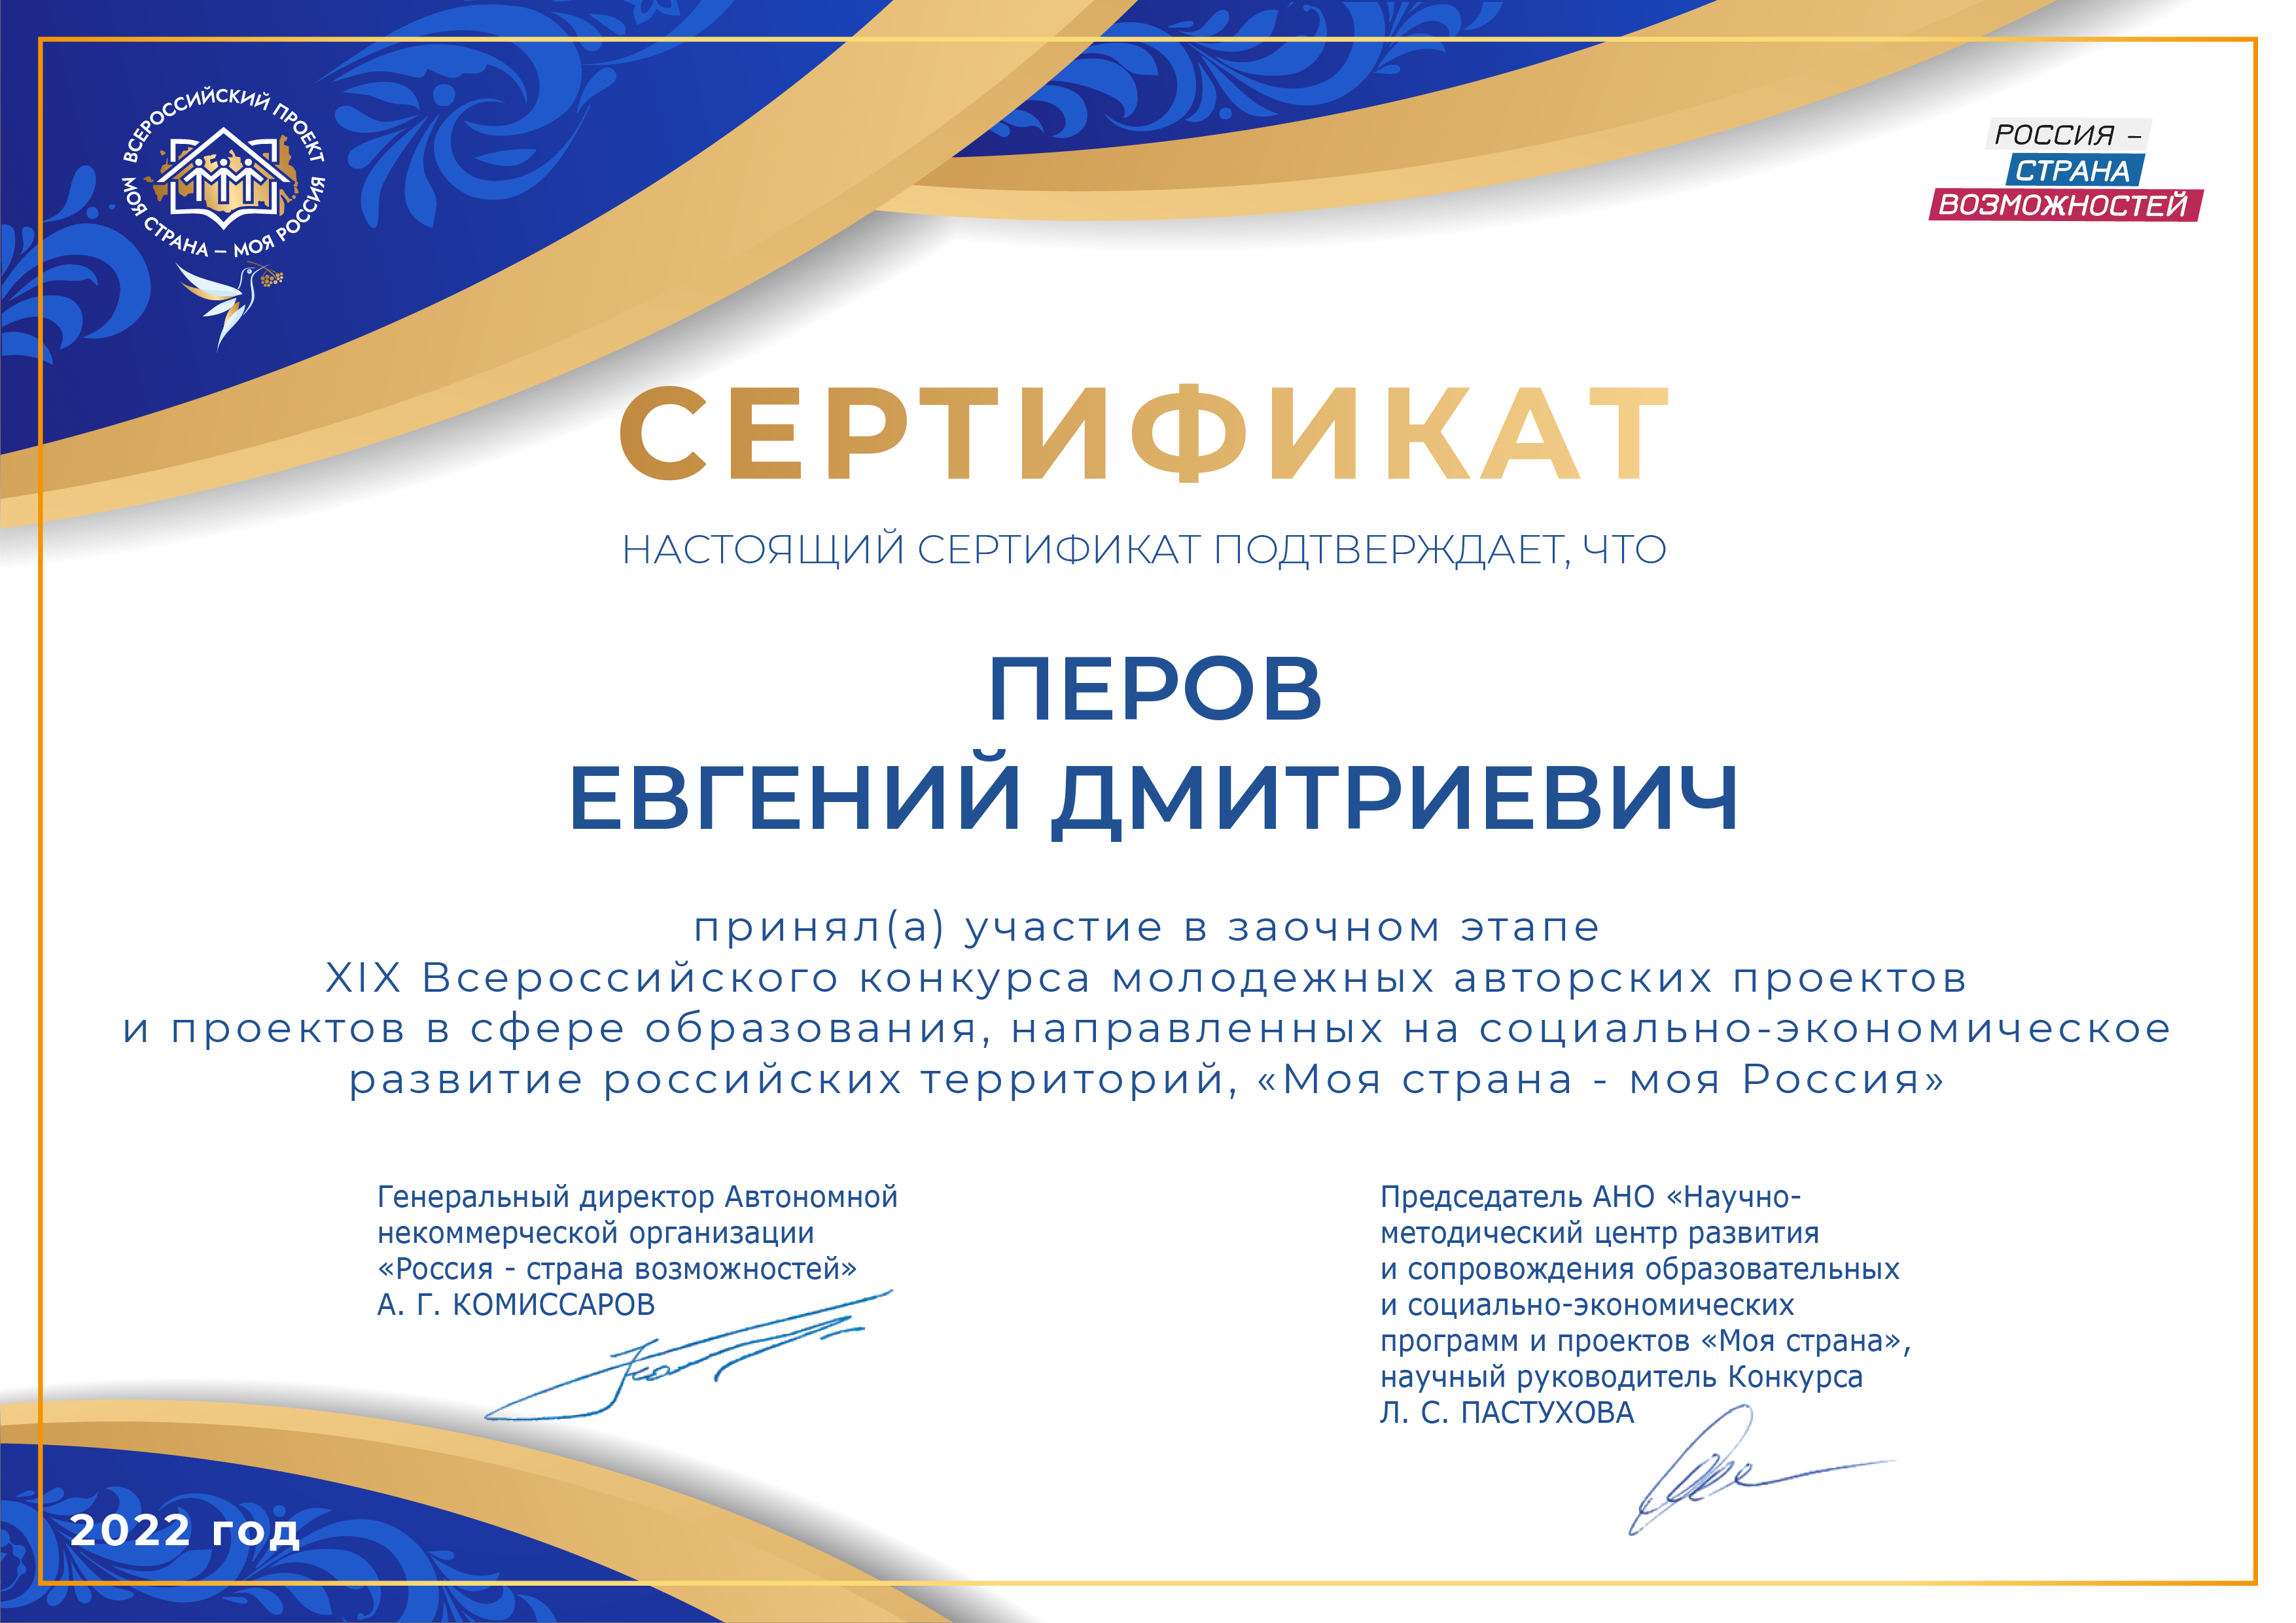 ВСЕРОССИЙСКИЙ ПРОЕКТ
МОЯ СТРАНА – МОЯ РОССИЯ
РОССИЯ –
СТРАНА
ВОЗМОЖНОСТЕЙ
СЕРТИФИКАТ
НАСТОЯЩИЙ СЕРТИФИКАТ ПОДТВЕРЖДАЕТ, ЧТО
ПЕРОВ
ЕВГЕНИЙ ДМИТРИЕВИЧ
принял(а) участие в заочном этапе
XIX Всероссийского конкурса молодежных авторских проектов
и проектов в сфере образования, направленных на социально-экономическое
развитие российских территорий, «Моя страна - моя Россия»
Генеральный директор Автономной
некоммерческой организации
«Россия - страна возможностей»
А. Г. КОМИССАРОВ
Председатель АНО «Научно-
методический центр развития
и сопровождения образовательных
и социально-экономических
программ и проектов «Моя страна»,
научный руководитель Конкурса
Л. С. ПАСТУХОВА
2022 год